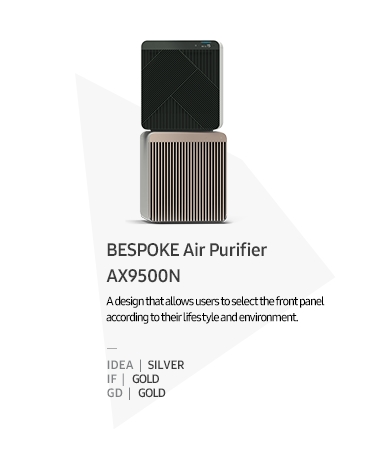 BESPOKE Air Purifier
AX9500N
A design that allows users to select the front panel
according to their lifestyle and environment.
IDEA | SILVER
IF | GOLD
GD | GOLD